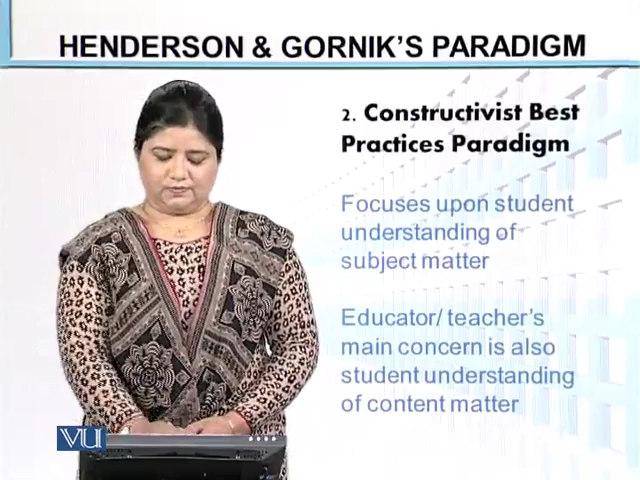 HENDERSON & GORNIK'S PARADIGM
2. Constructivist Best
Practices Paradigm
Focuses upon student
understanding of
subject matter
Educator/ teacher's
main concern is also
student understanding
of content matter
VU